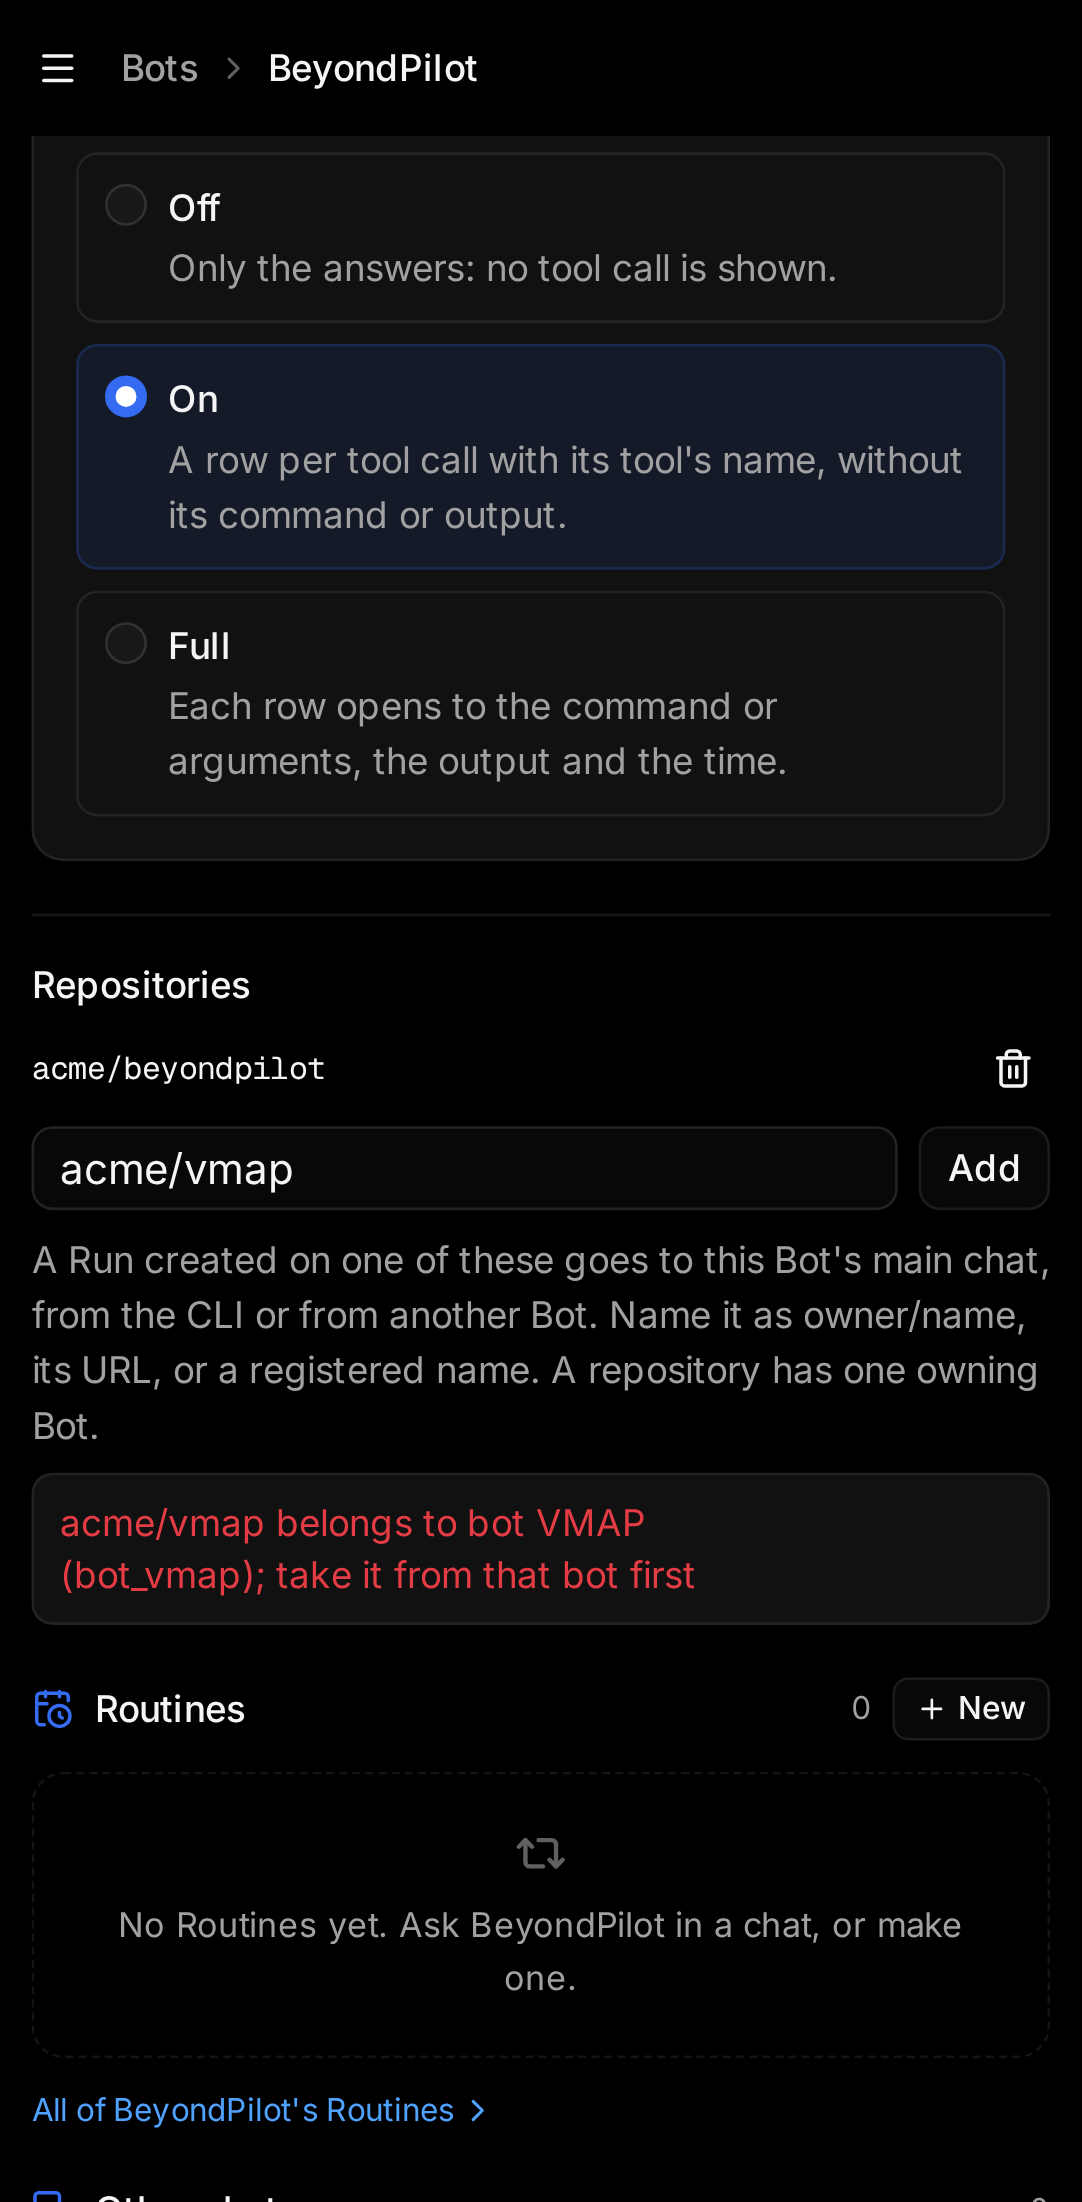 Bots > BeyondPilot
Off
Only the answers: no tool call is shown.
On
A row per tool call with its tool's name, without
its command or output.
Full
Each row opens to the command or
arguments, the output and the time.
Repositories
acme/beyondpilot
acme/vmap
Add
A Run created on one of these goes to this Bot's main chat,
from the CLI or from another Bot. Name it as owner/name,
its URL, or a registered name. A repository has one owning
Bot.
acme/vmap belongs to bot VMAP
(bot_vmap); take it from that bot first
Routines
0
+ New
No Routines yet. Ask BeyondPilot in a chat, or make
one.
All of BeyondPilot's Routines >